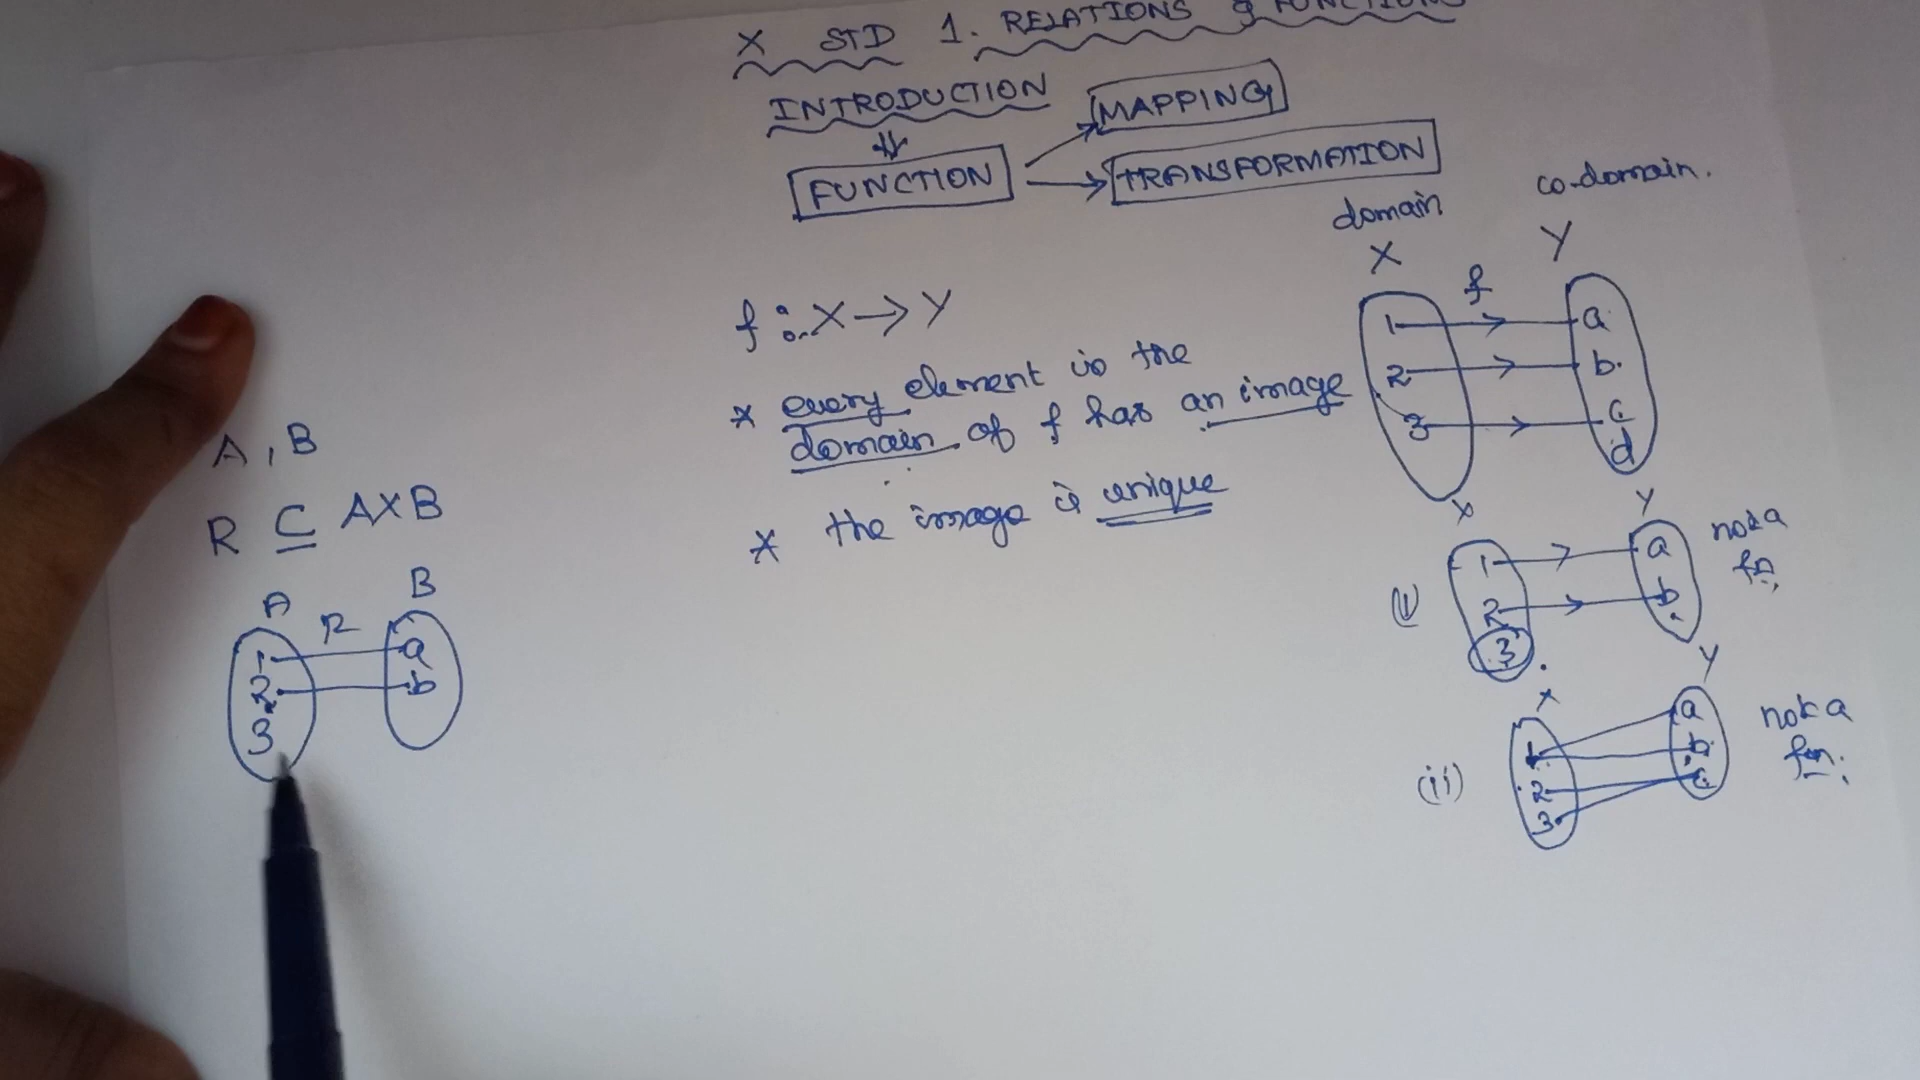 X STD 1. RELATIONS & FUNCTIONS
INTRODUCTION
FUNCTION
MAPPING
TRANSFORMATION
f : X → Y
* every element in the
domain of f has an image
* the image is unique
domain co-domain.
X Y
f
1 a
2 b
3 c
d
(i)
X Y
1 a
2 b
3
not a
fn
(ii)
X Y
1 a
2 b
3 c
not a
fn.
A, B
R ⊆ A×B
A B
R
1 a
2 b
3